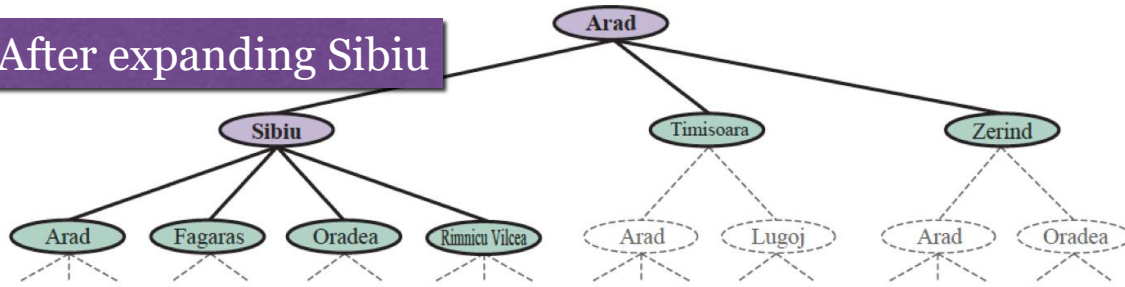 Arad
After expanding Sibiu
Sibiu
Timisoara
Zerind
Arad
Fagaras
Oradea
Rimnicu Vilcea
Arad
Lugoj
Arad
Oradea